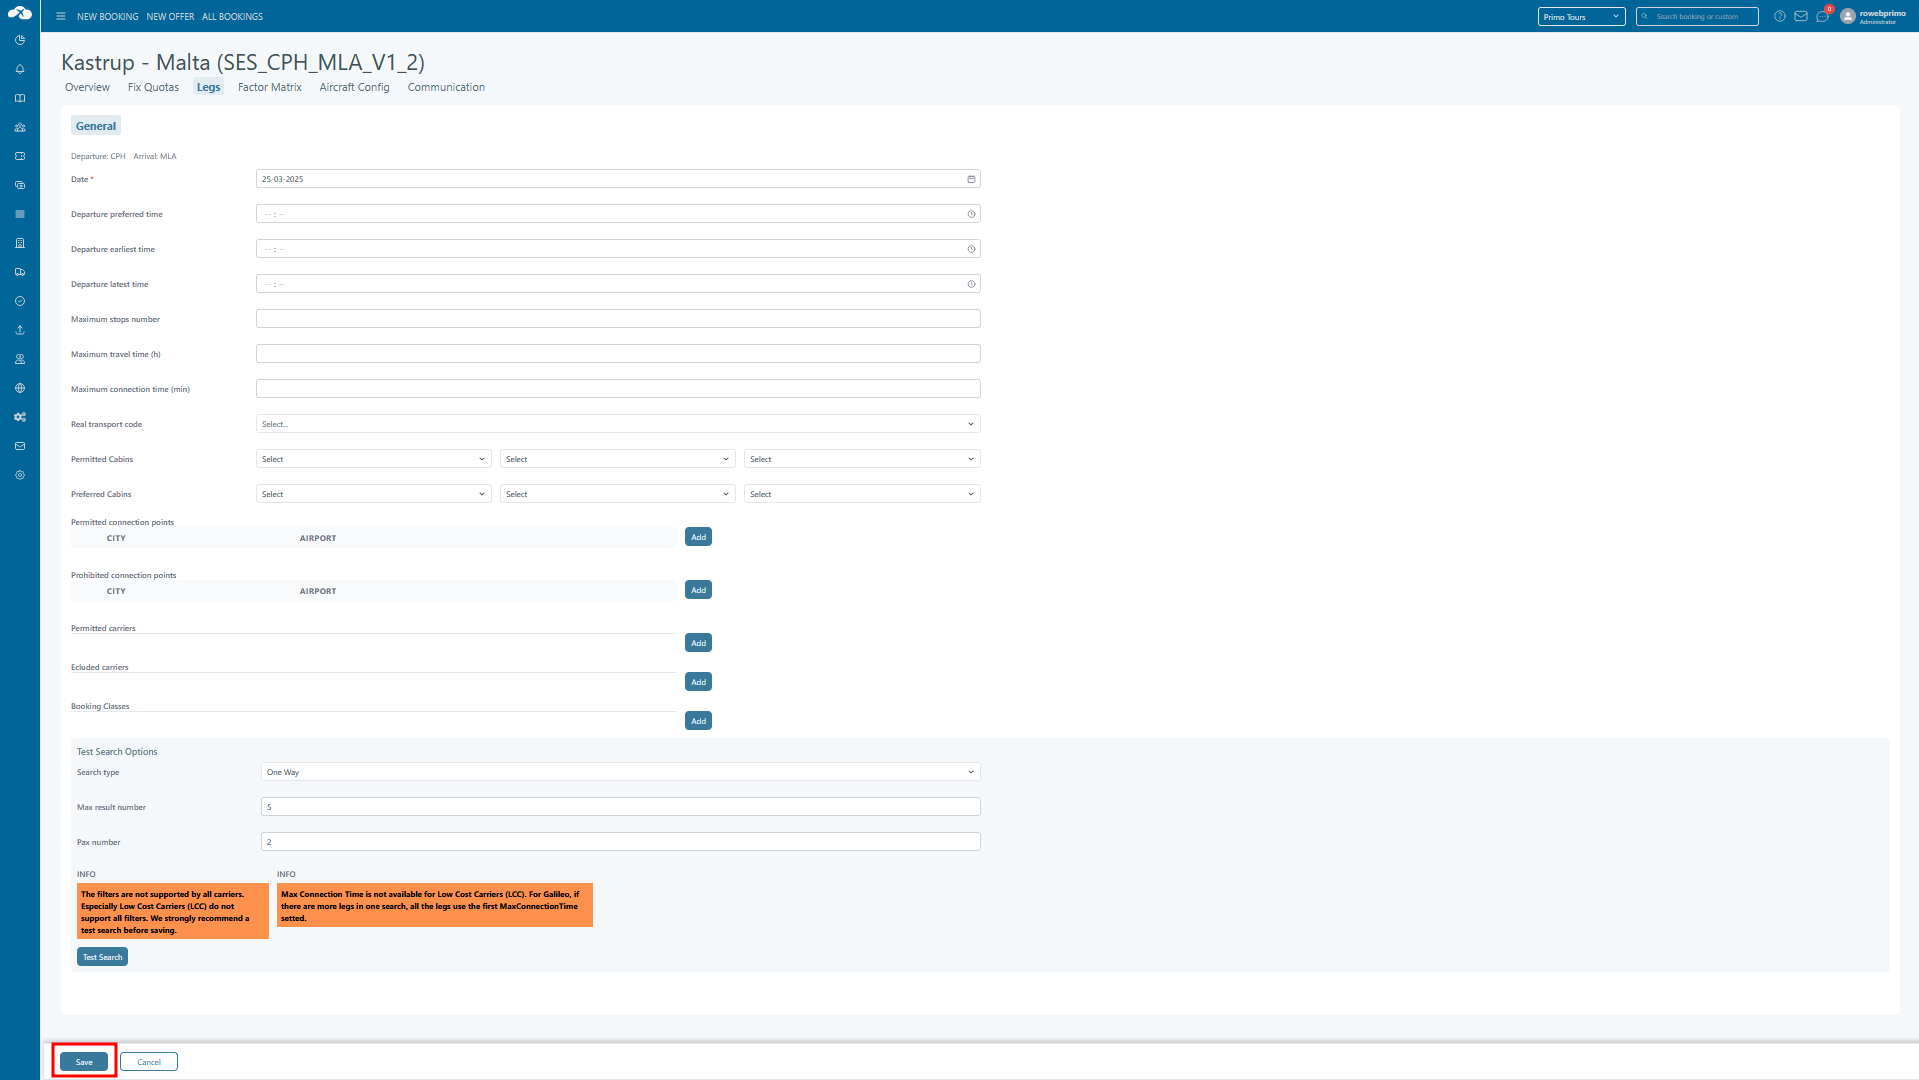 NEW BOOKING NEW OFFER ALL BOOKINGS
Primo Tours
Search booking or custom
0
rowebprimo
Administrator
Kastrup - Malta (SES_CPH_MLA_V1_2)
Overview Fix Quotas Legs Factor Matrix Aircraft Config Communication
General
Departure: CPH Arrival: MLA
Date * 25-03-2025
Departure preferred time -- : --
Departure earliest time -- : --
Departure latest time -- : --
Maximum stops number
Maximum travel time (h)
Maximum connection time (min)
Real transport code Select...
Permitted Cabins Select Select Select
Preferred Cabins Select Select Select
Permitted connection points
CITY AIRPORT Add
Prohibited connection points
CITY AIRPORT Add
Permitted carriers
Add
Ecluded carriers
Add
Booking Classes
Add
Test Search Options
Search type One Way
Max result number 5
Pax number 2
INFO
The filters are not supported by all carriers.
Especially Low Cost Carriers (LCC) do not
support all filters. We strongly recommend a
test search before saving.
INFO
Max Connection Time is not available for Low Cost Carriers (LCC). For Galileo, if
there are more legs in one search, all the legs use the first MaxConnectionTime
setted.
Test Search
Save Cancel